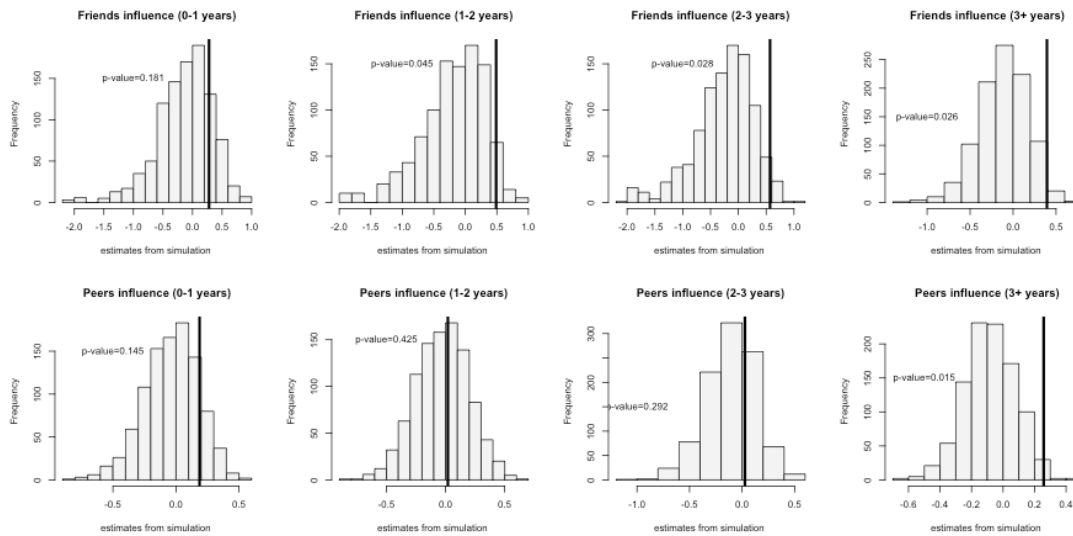 Friends influence (0-1 years)
Frequency
0
50
100
150
p-value=0.181
-2.0 -1.5 -1.0 -0.5 0.0 0.5 1.0
estimates from simulation
Friends influence (1-2 years)
Frequency
0
50
100
150
p-value=0.045
-2.0 -1.5 -1.0 -0.5 0.0 0.5 1.0
estimates from simulation
Friends influence (2-3 years)
Frequency
0
50
100
150
p-value=0.028
-2.0 -1.5 -1.0 -0.5 0.0 0.5 1.0
estimates from simulation
Friends influence (3+ years)
Frequency
0
50
100
150
200
250
p-value=0.026
-1.0 -0.5 0.0 0.5
estimates from simulation
Peers influence (0-1 years)
Frequency
0
50
100
150
p-value=0.145
-0.5 0.0 0.5
estimates from simulation
Peers influence (1-2 years)
Frequency
0
50
100
150
p-value=0.425
-0.5 0.0 0.5
estimates from simulation
Peers influence (2-3 years)
Frequency
0
50
100
200
300
p-value=0.292
-1.0 -0.5 0.0 0.5
estimates from simulation
Peers influence (3+ years)
Frequency
0
50
100
150
200
p-value=0.015
-0.6 -0.4 -0.2 0.0 0.2 0.4
estimates from simulation